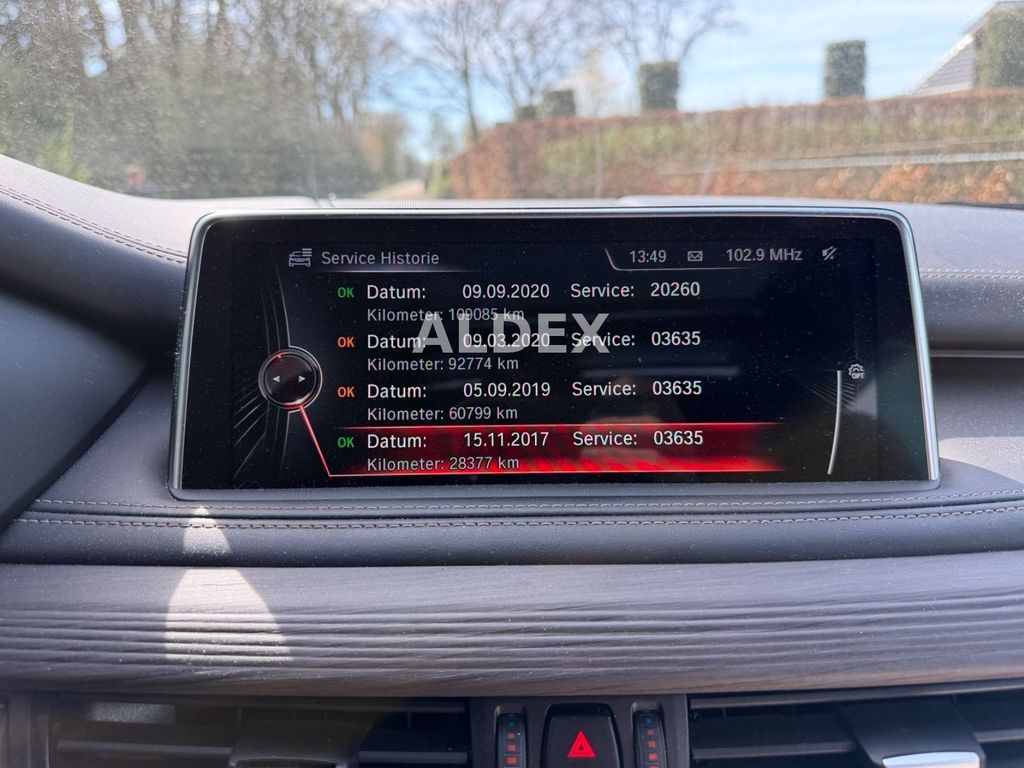 Service Historie 13:49 102.9 MHz
OK Datum: 09.09.2020 Service: 20260
Kilometer: 109085 km
ALDEX
OK Datum: 09.03.2020 Service: 03635
Kilometer: 92774 km
OK Datum: 05.09.2019 Service: 03635
Kilometer: 60799 km
OK Datum: 15.11.2017 Service: 03635
Kilometer: 28377 km
OPT